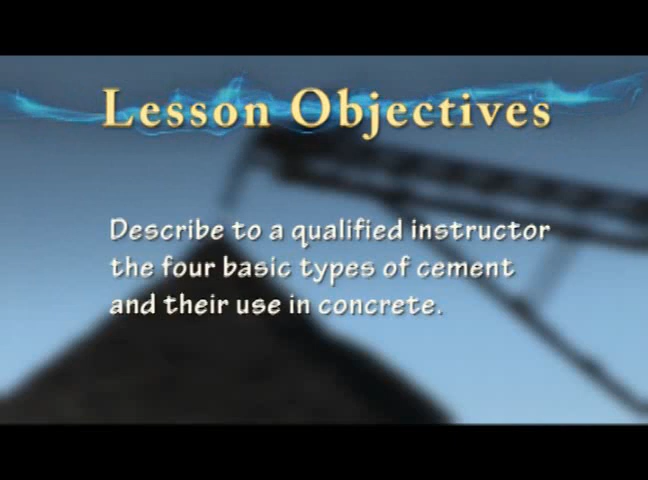 Lesson Objectives
Describe to a qualified instructor
the four basic types of cement
and their use in concrete.